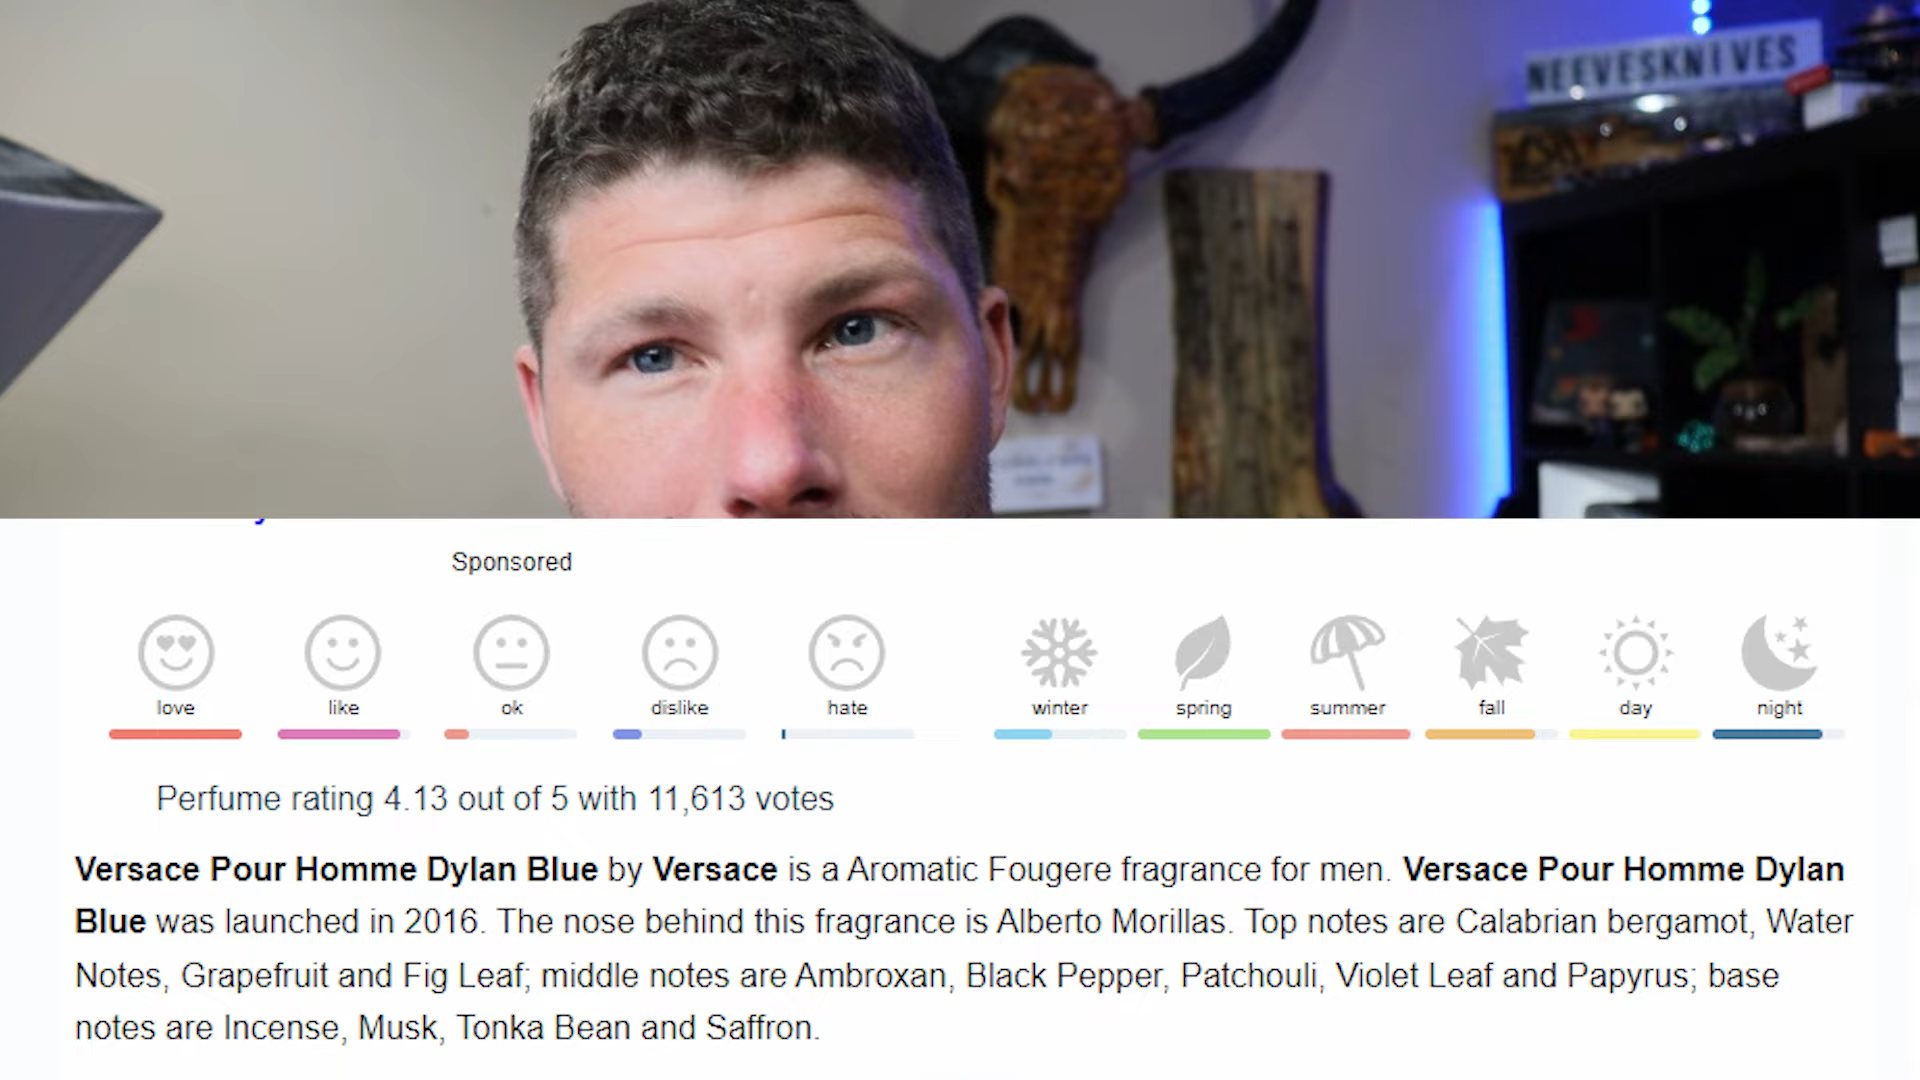 NEEVESKNIVES
Sponsored
love like ok dislike hate winter spring summer fall day night
Perfume rating 4.13 out of 5 with 11,613 votes
Versace Pour Homme Dylan Blue by Versace is a Aromatic Fougere fragrance for men. Versace Pour Homme Dylan
Blue was launched in 2016. The nose behind this fragrance is Alberto Morillas. Top notes are Calabrian bergamot, Water
Notes, Grapefruit and Fig Leaf; middle notes are Ambroxan, Black Pepper, Patchouli, Violet Leaf and Papyrus; base
notes are Incense, Musk, Tonka Bean and Saffron.